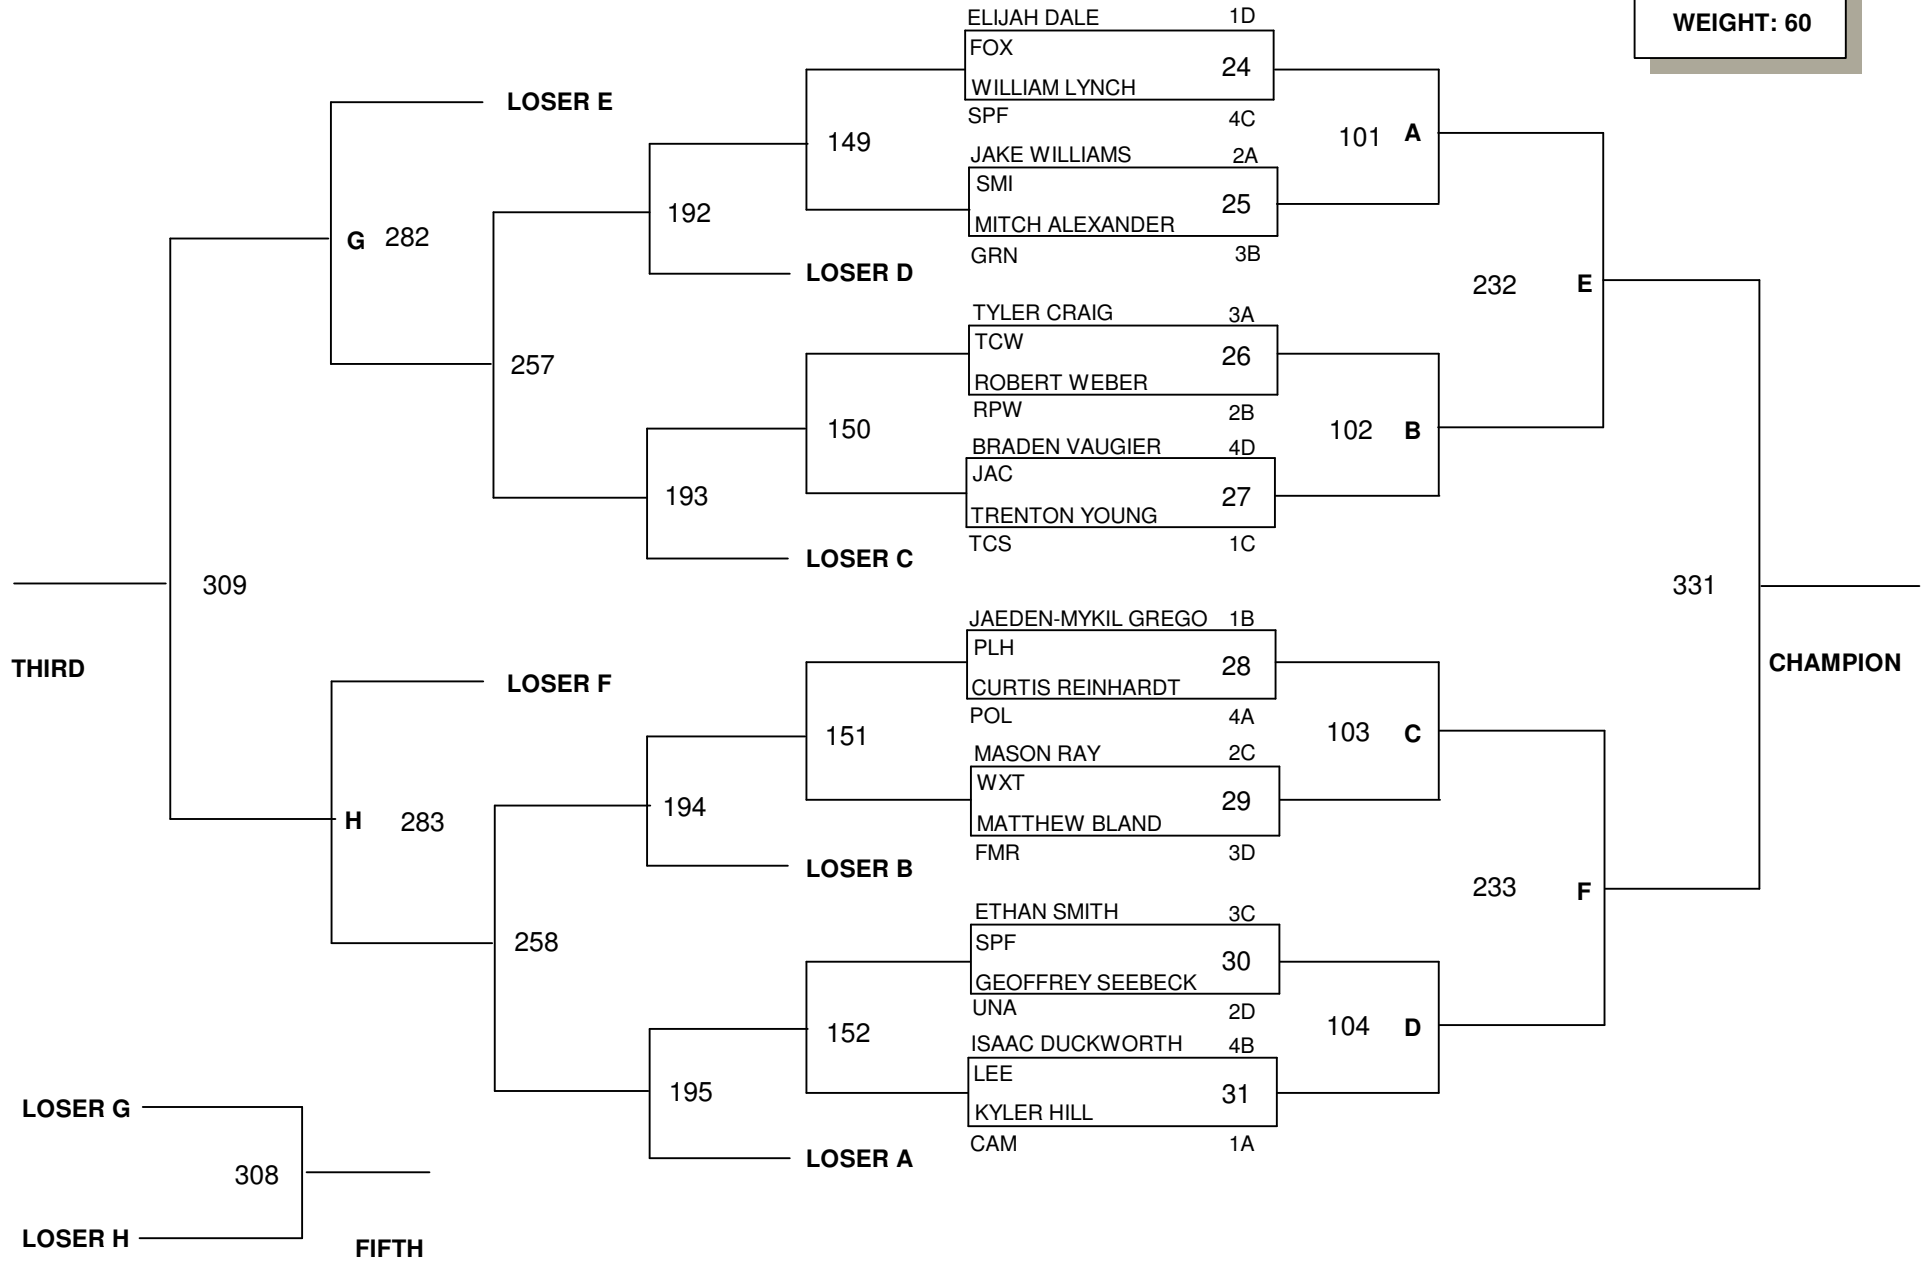 WEIGHT: 60
ELIJAH DALE 1D
FOX
24
WILLIAM LYNCH
SPF 4C
JAKE WILLIAMS 2A
SMI
25
MITCH ALEXANDER
GRN 3B
TYLER CRAIG 3A
TCW
26
ROBERT WEBER
RPW 2B
BRADEN VAUGIER 4D
JAC
27
TRENTON YOUNG
TCS 1C
JAEDEN-MYKIL GREGO 1B
PLH
28
CURTIS REINHARDT
POL 4A
MASON RAY 2C
WXT
29
MATTHEW BLAND
FMR 3D
ETHAN SMITH 3C
SPF
30
GEOFFREY SEEBECK
UNA 2D
ISAAC DUCKWORTH 4B
LEE
31
KYLER HILL
CAM 1A
101 A
102 B
103 C
104 D
232 E
233 F
331
CHAMPION
149
150
151
152
192
LOSER D
193
LOSER C
194
LOSER B
195
LOSER A
257
258
LOSER E
G 282
LOSER F
H 283
309
THIRD
LOSER G
308
LOSER H
FIFTH